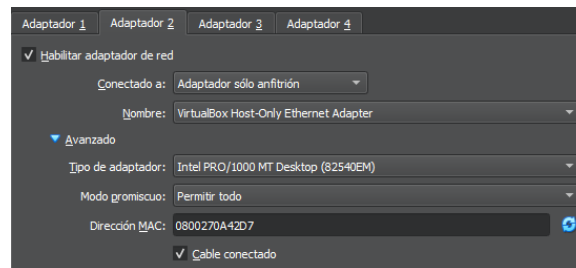 Adaptador 1 Adaptador 2 Adaptador 3 Adaptador 4
Habilitar adaptador de red
Conectado a: Adaptador sólo anfitrión
Nombre: VirtualBox Host-Only Ethernet Adapter
Avanzado
Tipo de adaptador: Intel PRO/1000 MT Desktop (82540EM)
Modo promiscuo: Permitir todo
Dirección MAC: 0800270A42D7
Cable conectado